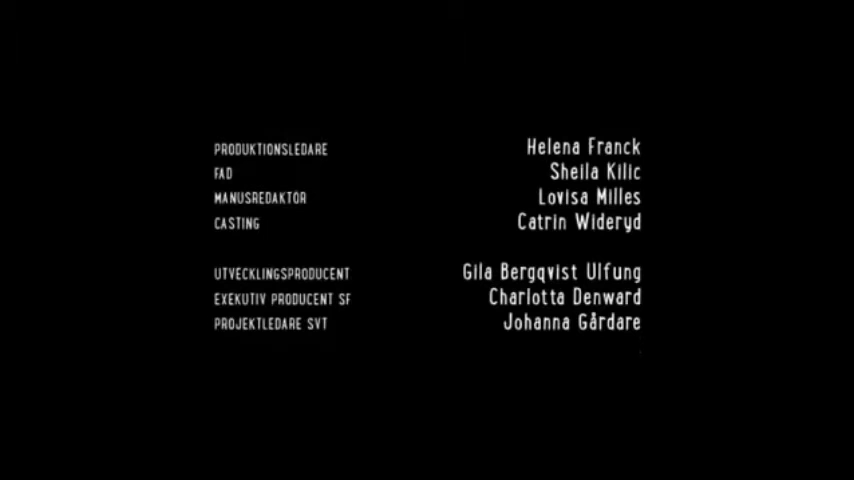 PRODUKTIONSLEDARE Helena Franck
FAD Sheila Kilic
MANUSREDAKTÖR Lovisa Milles
CASTING Catrin Wideryd
UTVECKLINGSPRODUCENT Gila Bergqvist Ulfung
EXEKUTIV PRODUCENT SF Charlotta Denward
PROJEKTLEDARE SVT Johanna Gårdare